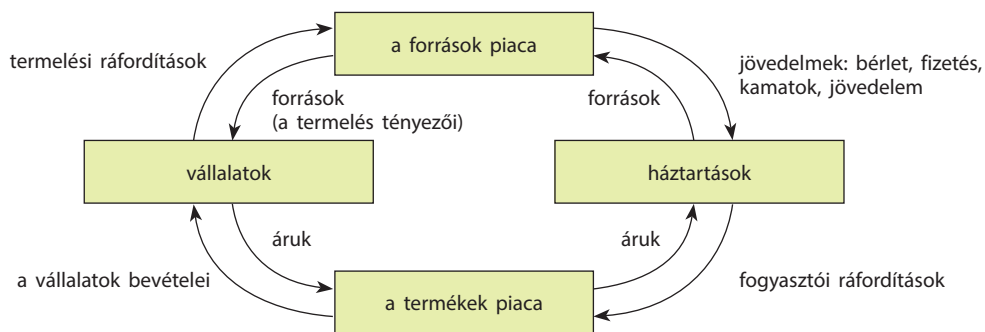 a források piaca
termelési ráfordítások
jövedelmek: bérlet, fizetés,
kamatok, jövedelem
források
(a termelés tényezői)
források
vállalatok
háztartások
áruk
áruk
a vállalatok bevételei
fogyasztói ráfordítások
a termékek piaca